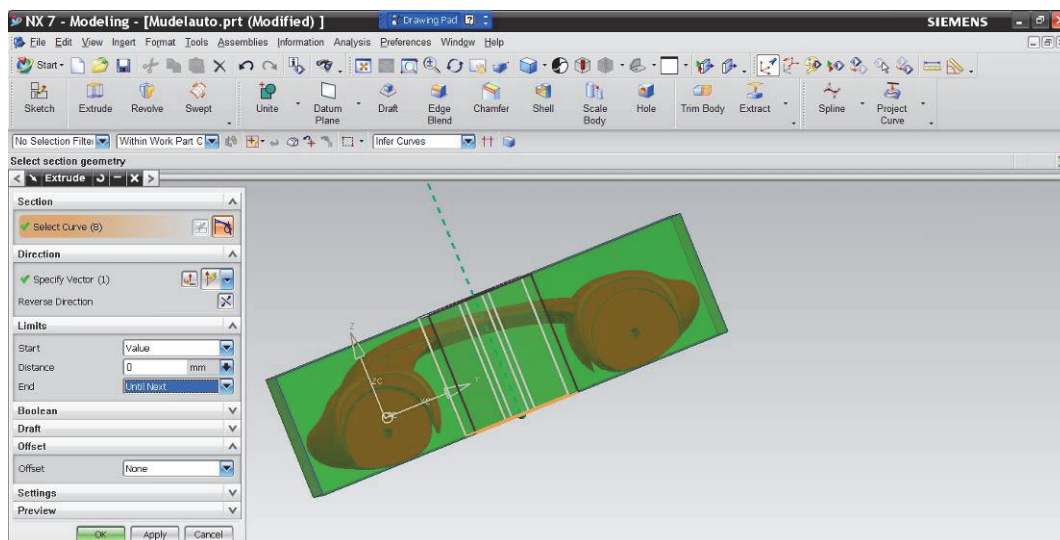 NX 7 - Modeling - [Mudelauto.prt (Modified) ]
Drawing Pad
SIEMENS
File Edit View Insert Format Tools Assemblies Information Analysis Preferences Window Help
Start
Sketch Extrude Revolve Swept Unite Datum Plane Draft Edge Blend Chamfer Shell Scale Body Hole Trim Body Extract Spline Project Curve
No Selection Filter Within Work Part C Infer Curves
Select section geometry
Extrude
Section
Select Curve (8)
Direction
Specify Vector (1)
Reverse Direction
Limits
Start Value
Distance 0 mm
End Until Next
Boolean
Draft
Offset
Offset None
Settings
Preview
OK Apply Cancel
Z
ZC
XC
Y